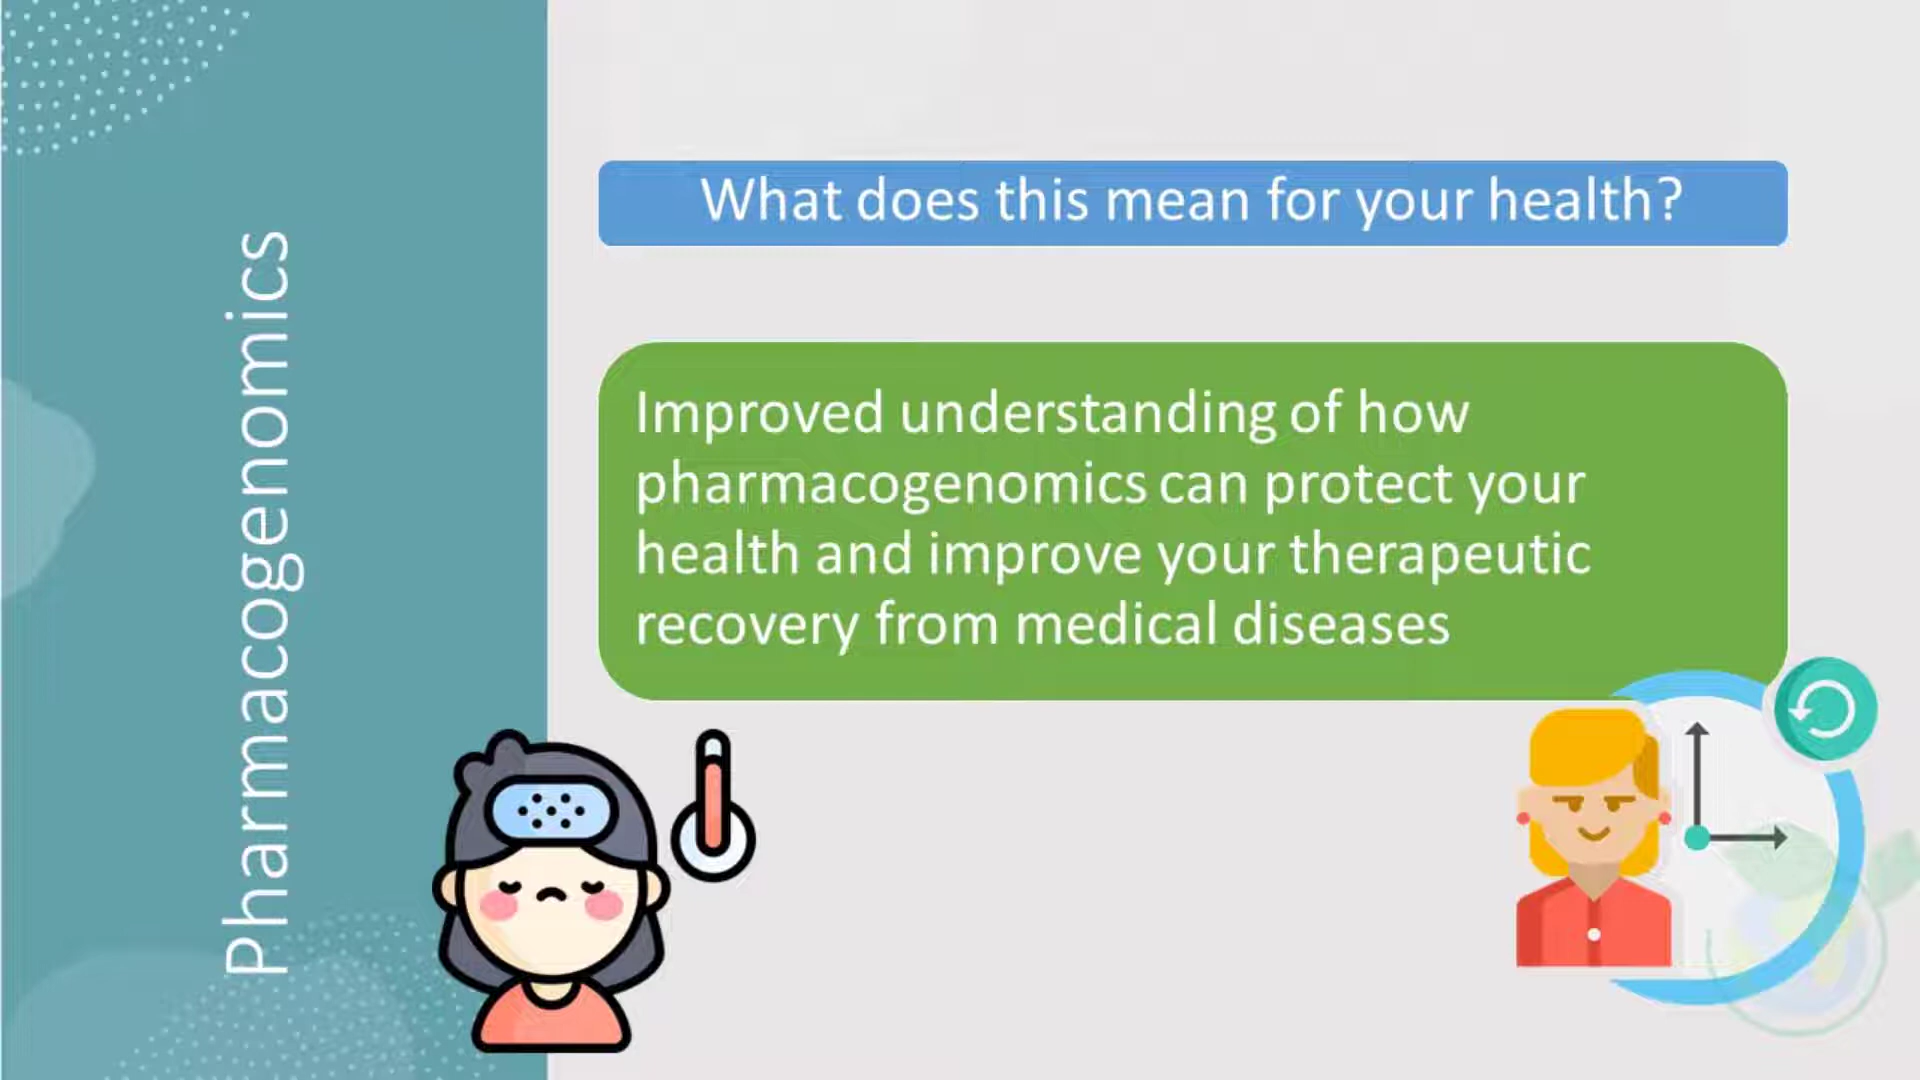 Pharmacogenomics
What does this mean for your health?
Improved understanding of how
pharmacogenomics can protect your
health and improve your therapeutic
recovery from medical diseases